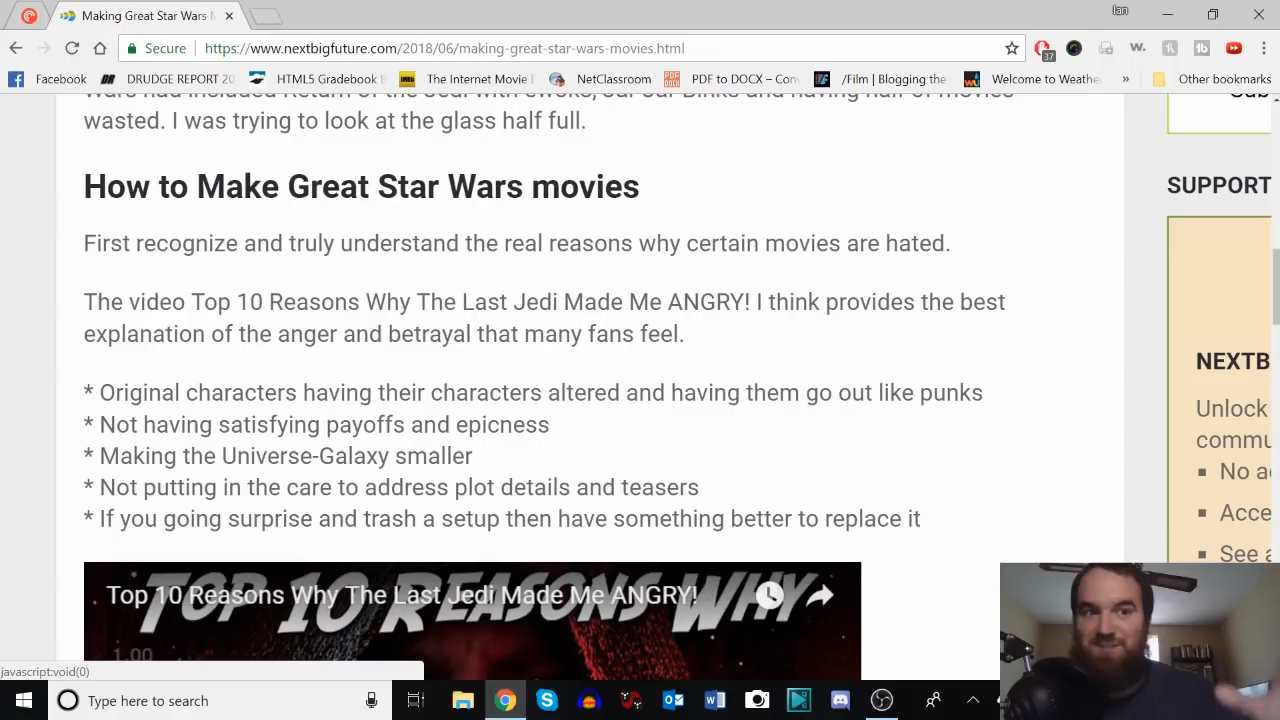 Making Great Star Wars M
Ian
Secure
https://www.nextbigfuture.com/2018/06/making-great-star-wars-movies.html
37
Facebook
DRUDGE REPORT 20
HTML5 Gradebook
The Internet Movie
NetClassroom
PDF to DOCX – Con
/Film | Blogging the
Welcome to Weathe
»
Other bookmarks
wasted. I was trying to look at the glass half full.
How to Make Great Star Wars movies
First recognize and truly understand the real reasons why certain movies are hated.
The video Top 10 Reasons Why The Last Jedi Made Me ANGRY! I think provides the best
explanation of the anger and betrayal that many fans feel.
* Original characters having their characters altered and having them go out like punks
* Not having satisfying payoffs and epicness
* Making the Universe-Galaxy smaller
* Not putting in the care to address plot details and teasers
* If you going surprise and trash a setup then have something better to replace it
Top 10 Reasons Why The Last Jedi Made Me ANGRY!
TOP 10 REASONS WHY
1.00
SUPPORT
NEXTB
Unlock
commu
No a
Acce
See a
javascript:void(0)
Type here to search